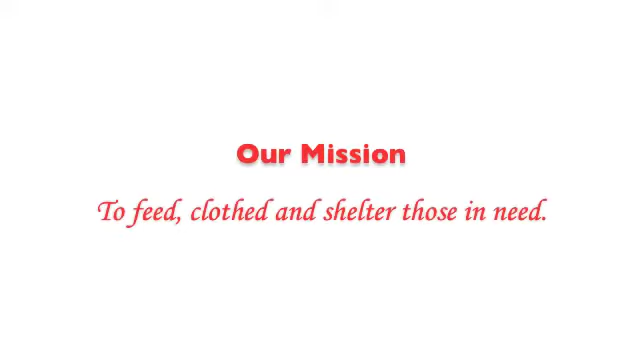 Our Mission
To feed, clothed and shelter those in need.